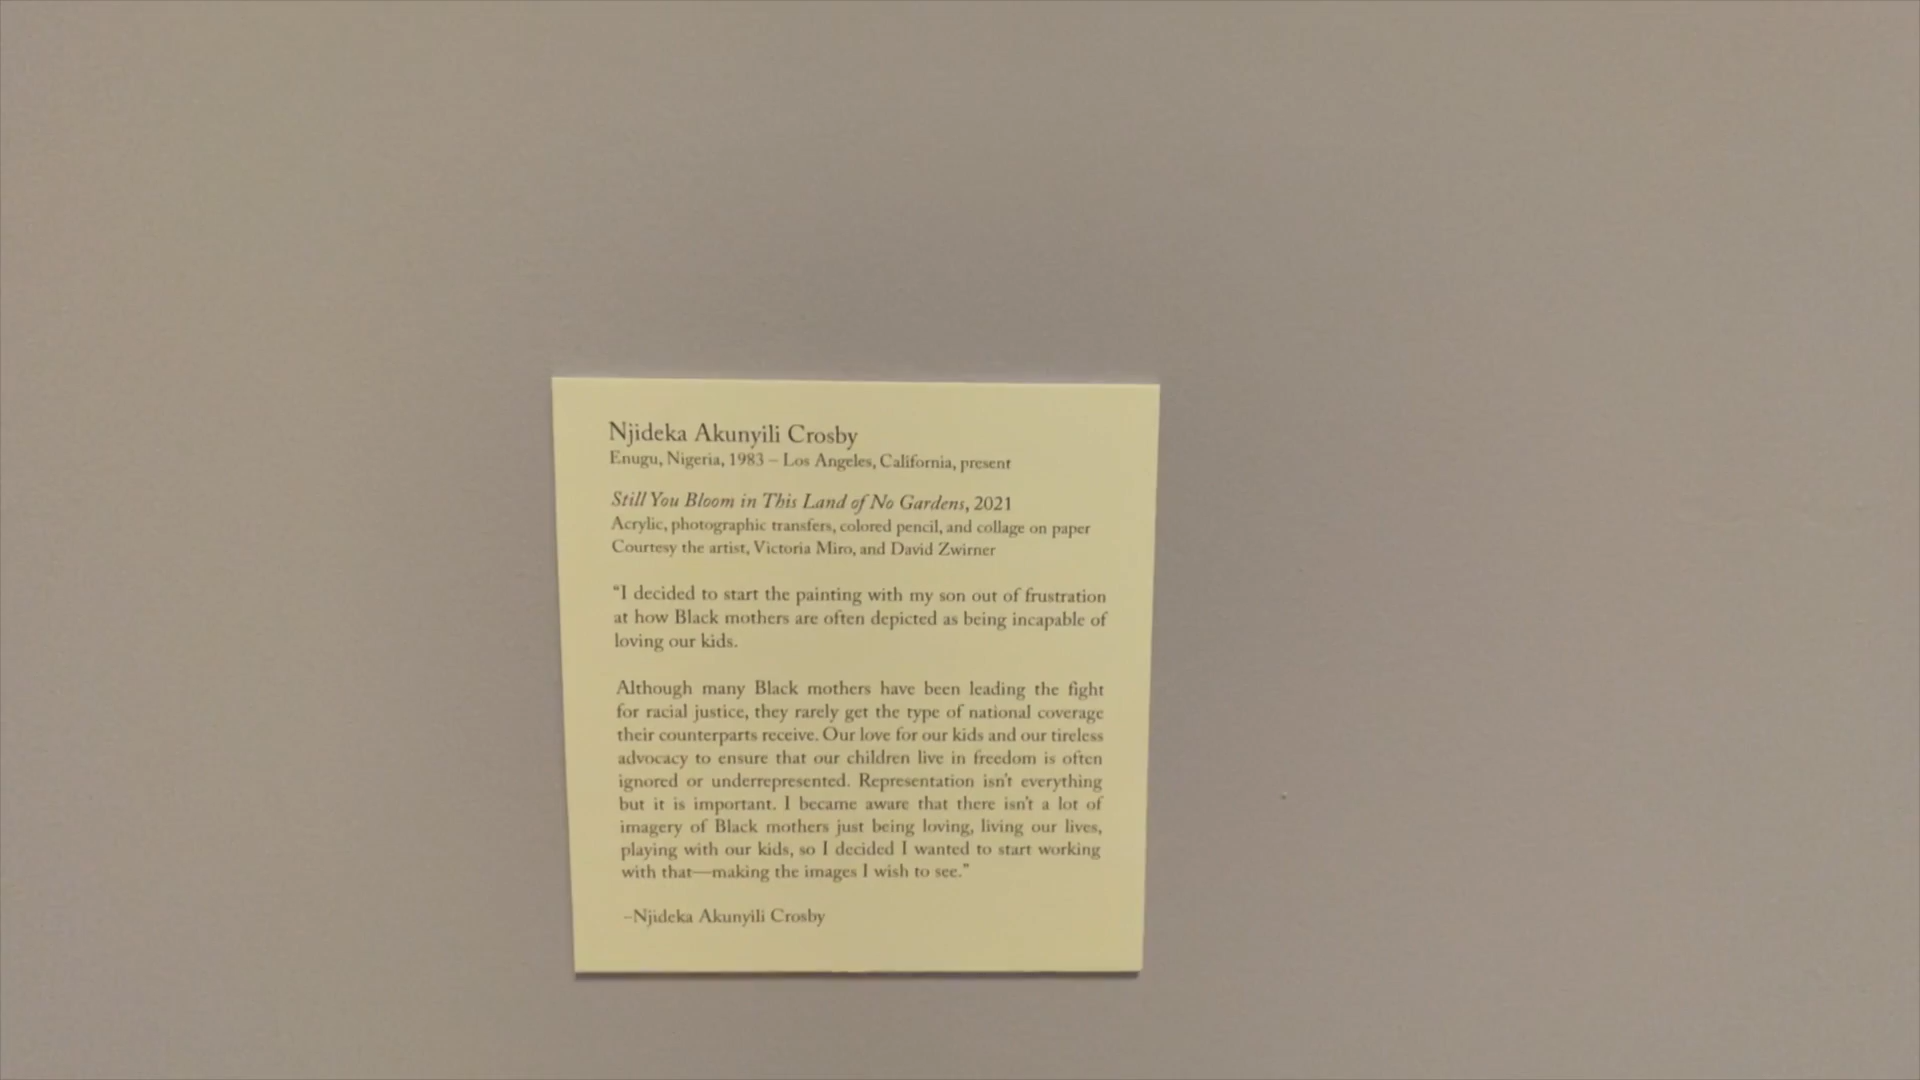 Njideka Akunyili Crosby
Enugu, Nigeria, 1983 – Los Angeles, California, present
Still You Bloom in This Land of No Gardens, 2021
Acrylic, photographic transfers, colored pencil, and collage on paper
Courtesy the artist, Victoria Miro, and David Zwirner
“I decided to start the painting with my son out of frustration
at how Black mothers are often depicted as being incapable of
loving our kids.
Although many Black mothers have been leading the fight
for racial justice, they rarely get the type of national coverage
their counterparts receive. Our love for our kids and our tireless
advocacy to ensure that our children live in freedom is often
ignored or underrepresented. Representation isn't everything
but it is important. I became aware that there isn't a lot of
imagery of Black mothers just being loving, living our lives,
playing with our kids, so I decided I wanted to start working
with that—making the images I wish to see.”
–Njideka Akunyili Crosby